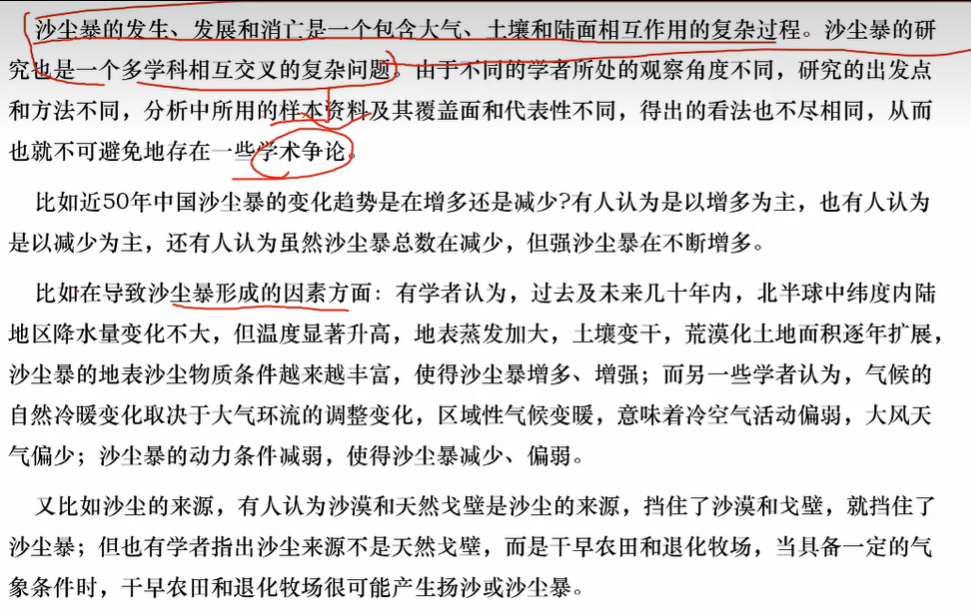 沙尘暴的发生、发展和消亡是一个包含大气、土壤和陆面相互作用的复杂过程。沙尘暴的研
究也是一个多学科相互交叉的复杂问题。由于不同的学者所处的观察角度不同，研究的出发点
和方法不同，分析中所用的样本资料及其覆盖面和代表性不同，得出的看法也不尽相同，从而
也就不可避免地存在一些学术争论。
比如近50年中国沙尘暴的变化趋势是在增多还是减少?有人认为是以增多为主，也有人认为
是以减少为主，还有人认为虽然沙尘暴总数在减少，但强沙尘暴在不断增多。
比如在导致沙尘暴形成的因素方面：有学者认为，过去及未来几十年内，北半球中纬度内陆
地区降水量变化不大，但温度显著升高，地表蒸发加大，土壤变干，荒漠化土地面积逐年扩展，
沙尘暴的地表沙尘物质条件越来越丰富，使得沙尘暴增多、增强；而另一些学者认为，气候的
自然冷暖变化取决于大气环流的调整变化，区域性气候变暖，意味着冷空气活动偏弱，大风天
气偏少；沙尘暴的动力条件减弱，使得沙尘暴减少、偏弱。
又比如沙尘的来源，有人认为沙漠和天然戈壁是沙尘的来源，挡住了沙漠和戈壁，就挡住了
沙尘暴；但也有学者指出沙尘来源不是天然戈壁，而是干旱农田和退化牧场，当具备一定的气
象条件时，干旱农田和退化牧场很可能产生扬沙或沙尘暴。